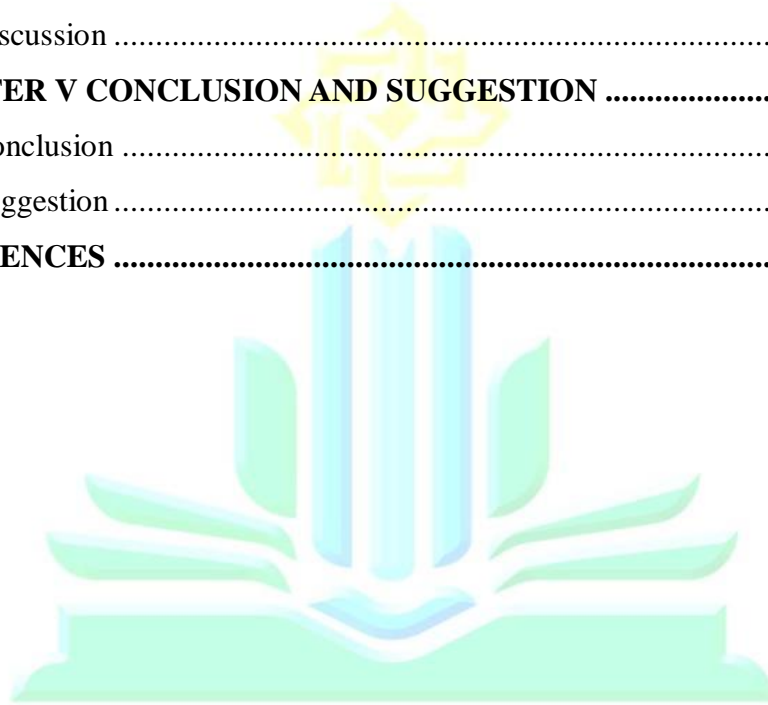 scussion ........................................................................................
TER V CONCLUSION AND SUGGESTION ....................
onclusion .......................................................................................
ggestion ........................................................................................
ENCES ........................................................................................